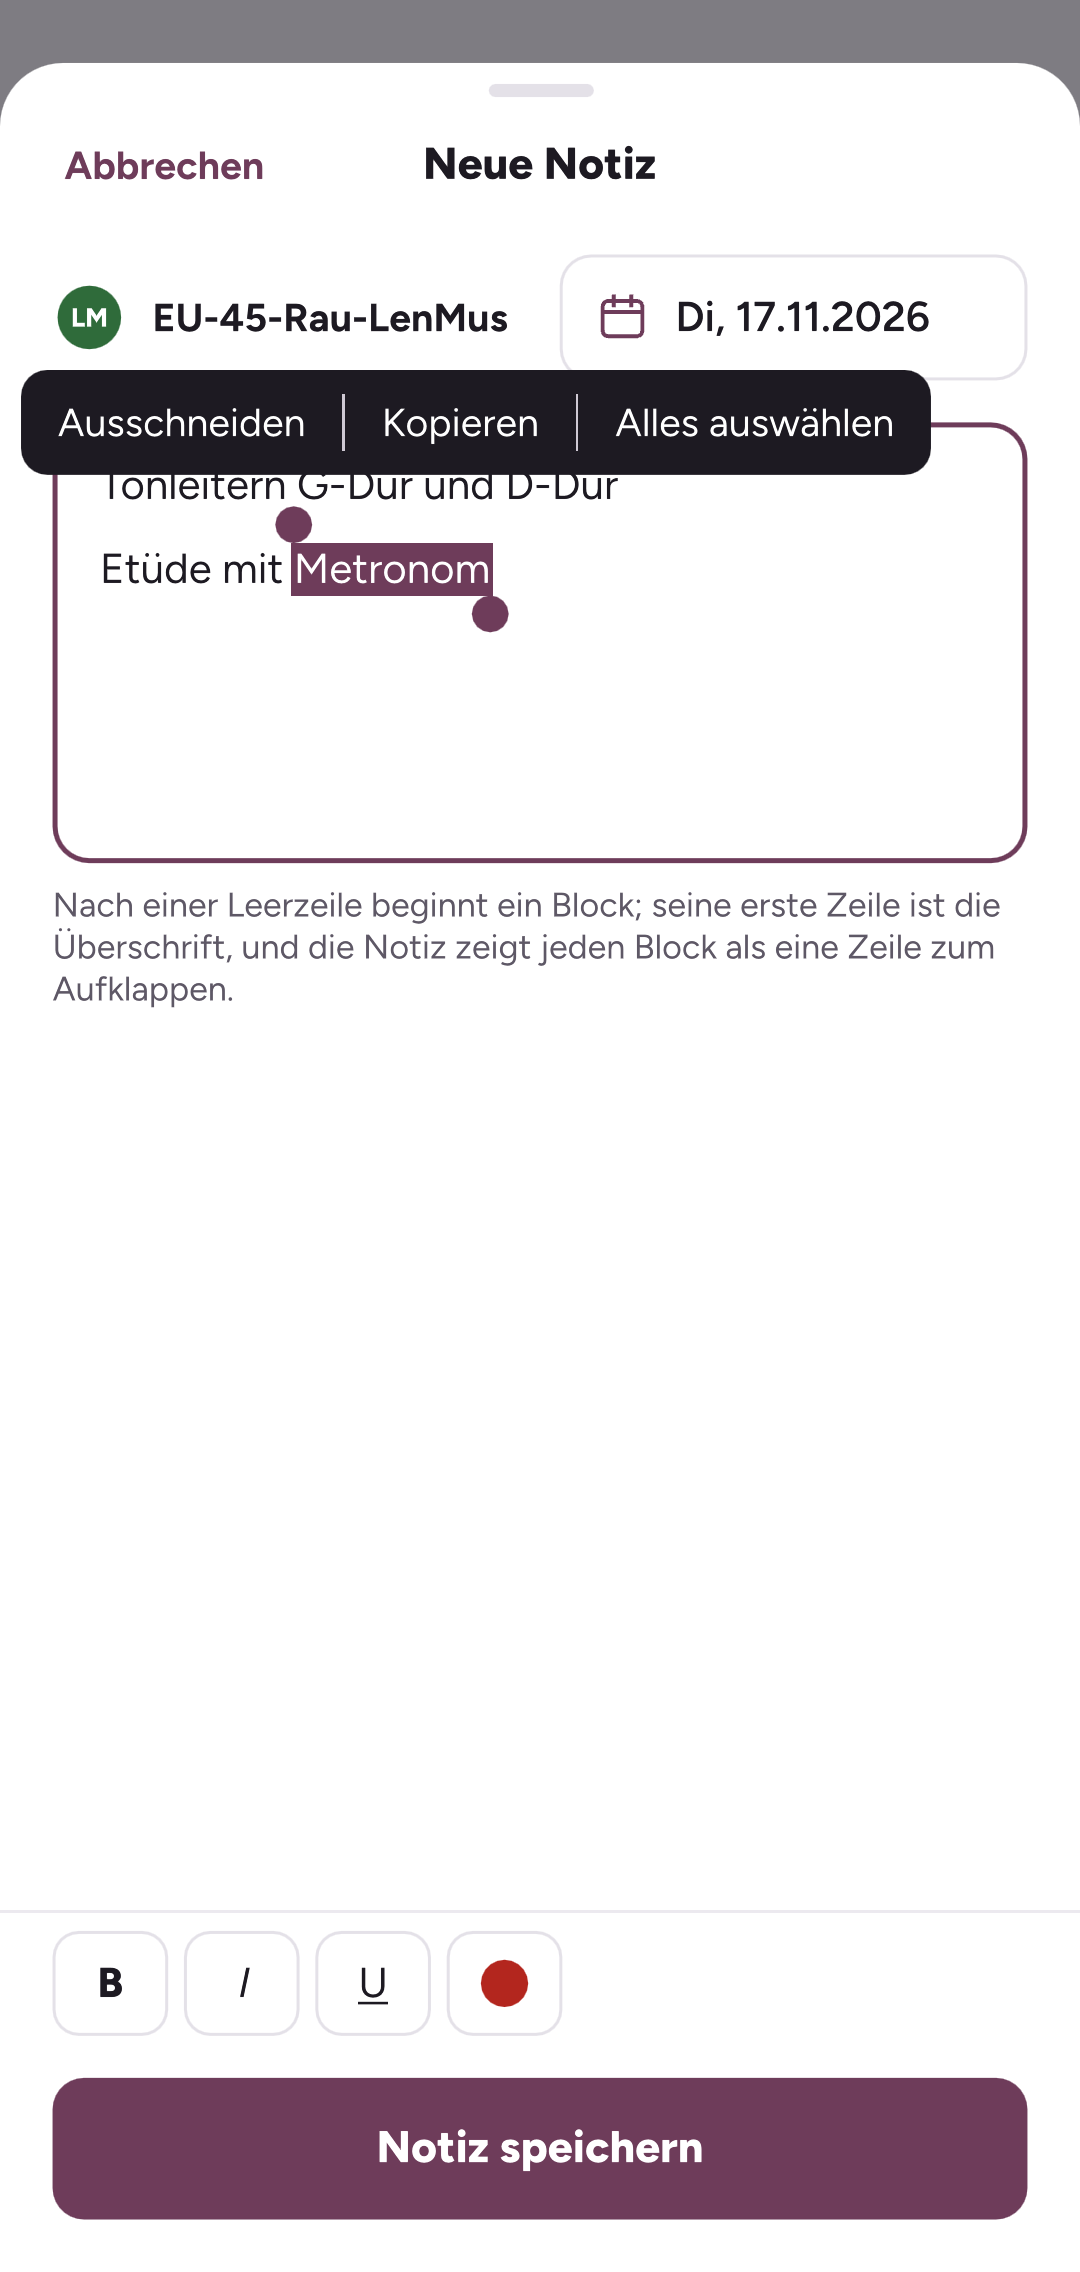 Abbrechen
Neue Notiz
LM
EU-45-Rau-LenMus
Di, 17.11.2026
Ausschneiden
Kopieren
Alles auswählen
Tonleitern G-Dur und D-Dur
Etüde mit Metronom
Nach einer Leerzeile beginnt ein Block; seine erste Zeile ist die
Überschrift, und die Notiz zeigt jeden Block als eine Zeile zum
Aufklappen.
B
I
U
Notiz speichern